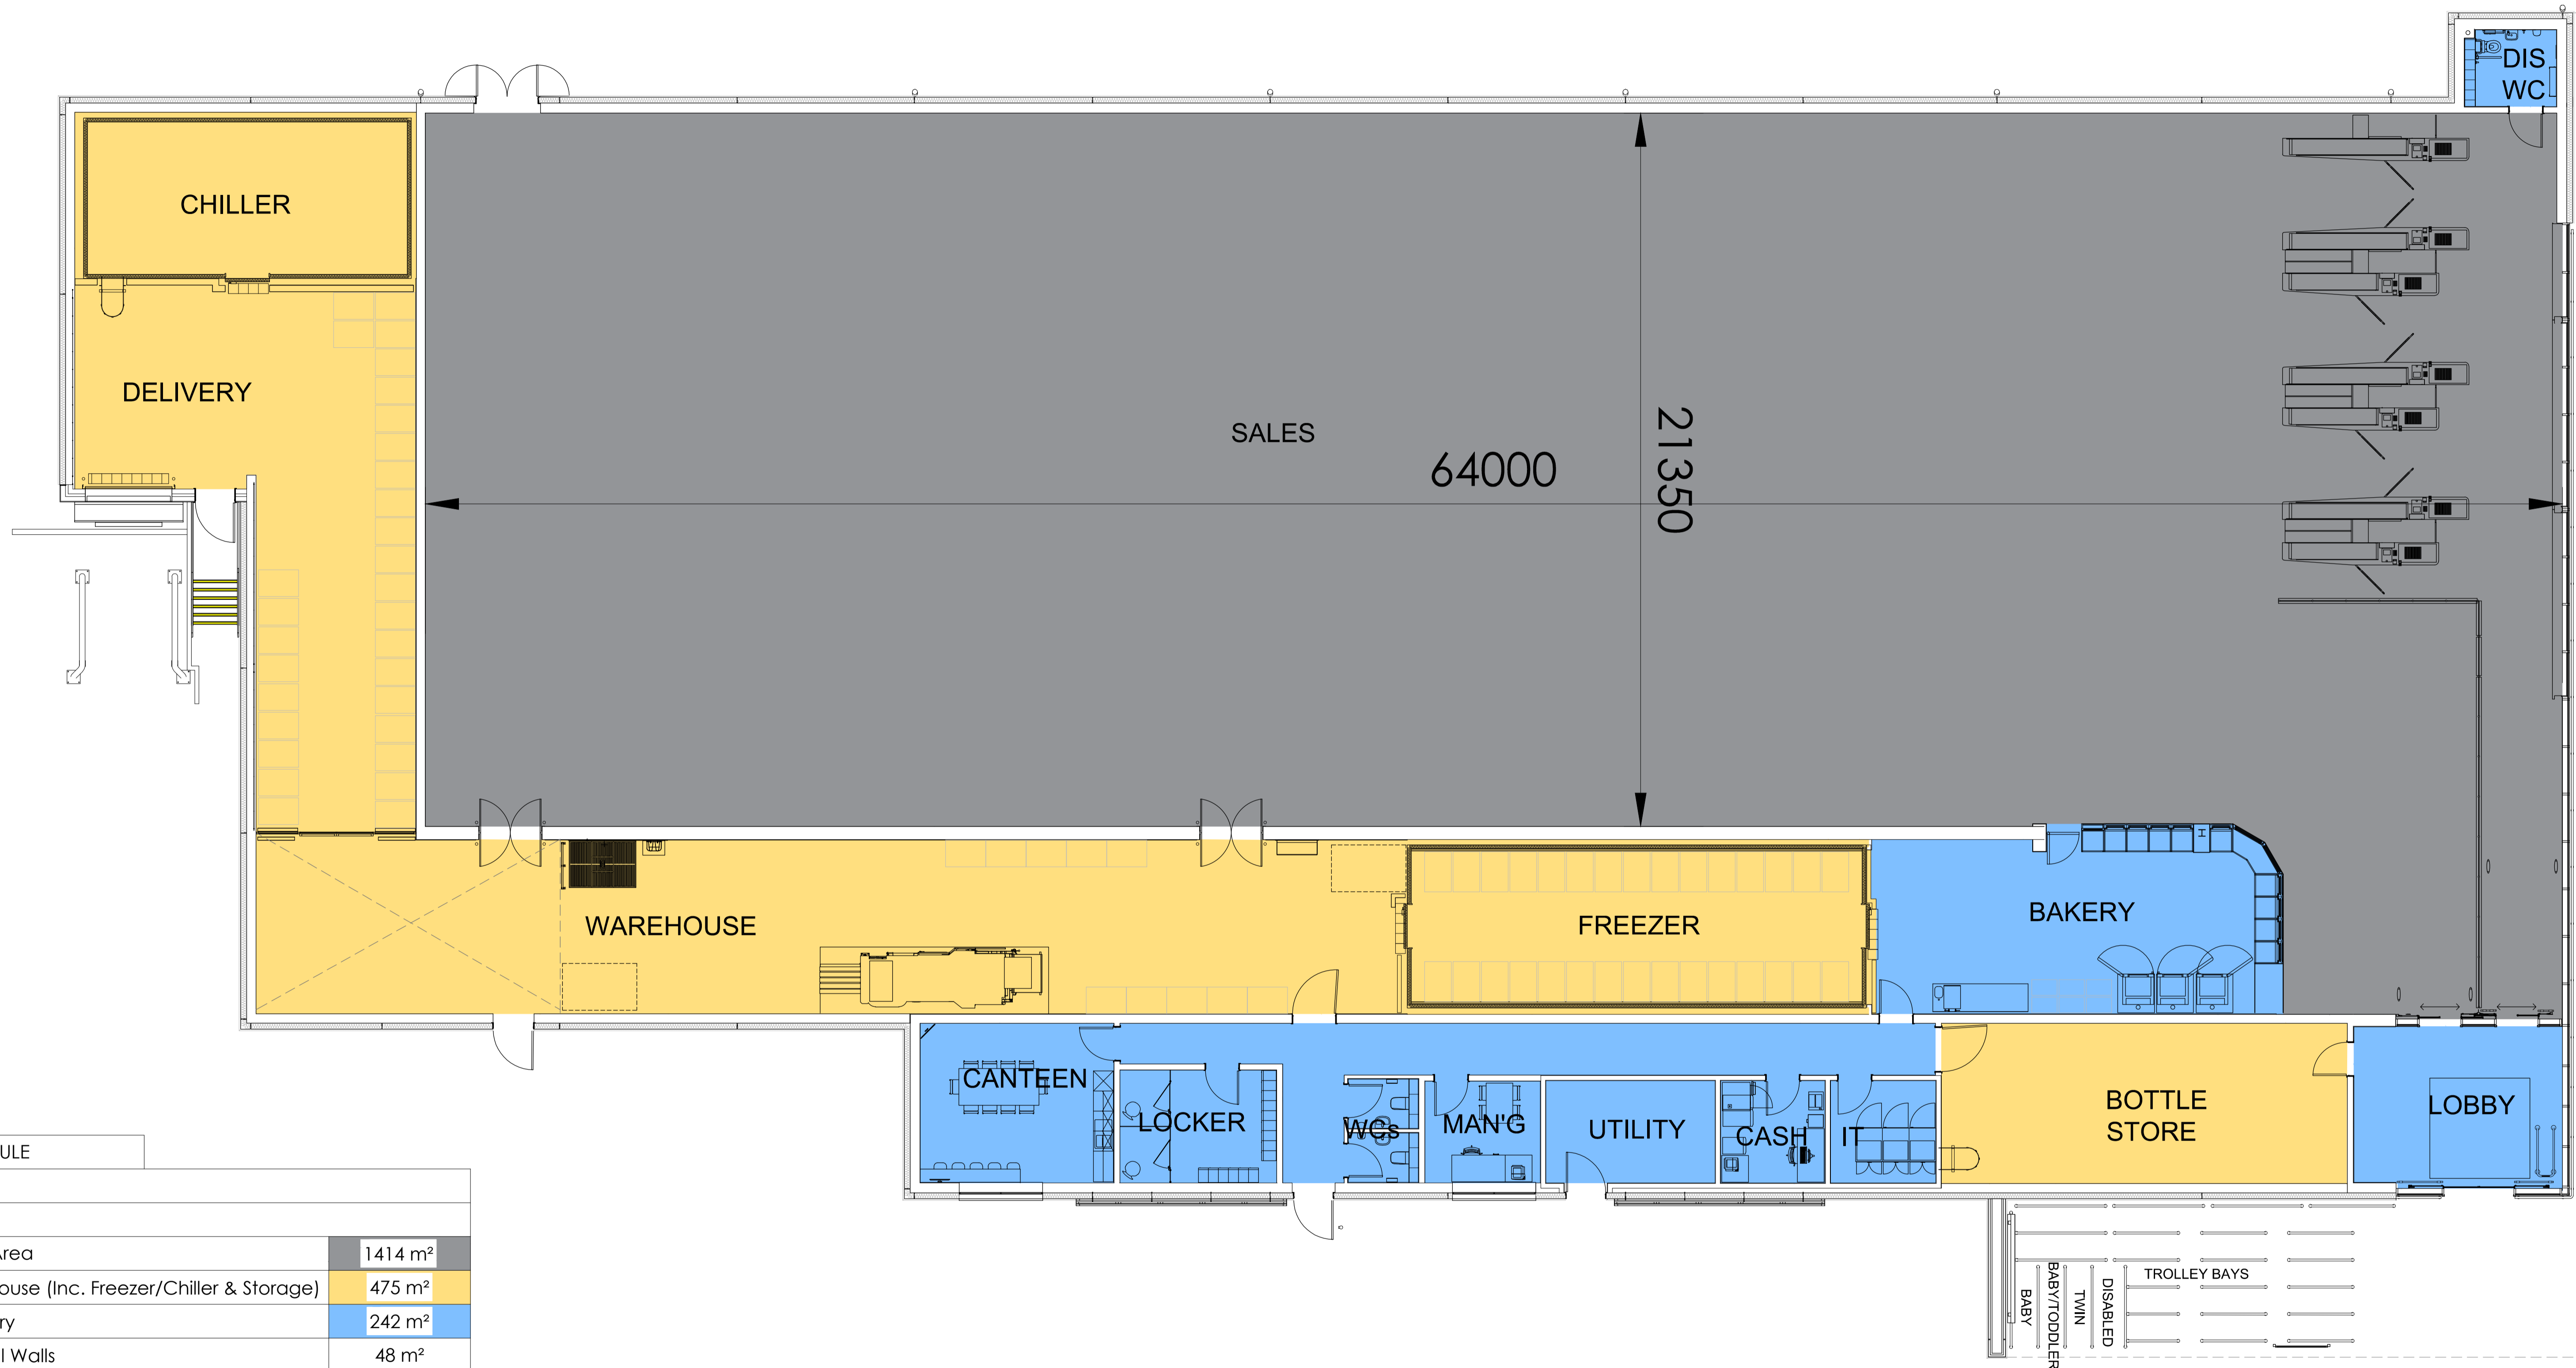 DIS
WC
CHILLER
DELIVERY
SALES
64000
21350
WAREHOUSE
FREEZER
BAKERY
H
CANTEEN
LOCKER
WCs
MAN'G
UTILITY
CASH
IT
BOTTLE
STORE
LOBBY
ULE
Area 1414 m²
ouse (Inc. Freezer/Chiller & Storage) 475 m²
ry 242 m²
l Walls 48 m²
TROLLEY BAYS
BABY
BABY/TODDLER
TWIN
DISABLED